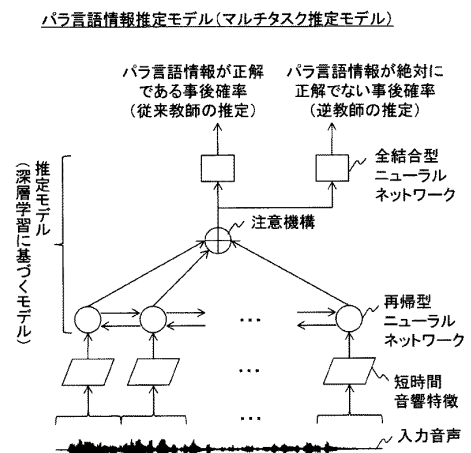 パラ言語情報推定モデル(マルチタスク推定モデル)
パラ言語情報が正解
である事後確率
(従来教師の推定)
パラ言語情報が絶対に
正解でない事後確率
(逆教師の推定)
全結合型
ニューラル
ネットワーク
注意機構
推定モデル
(深層学習に基づくモデル)
再帰型
ニューラル
ネットワーク
短時間
音響特徴
入力音声